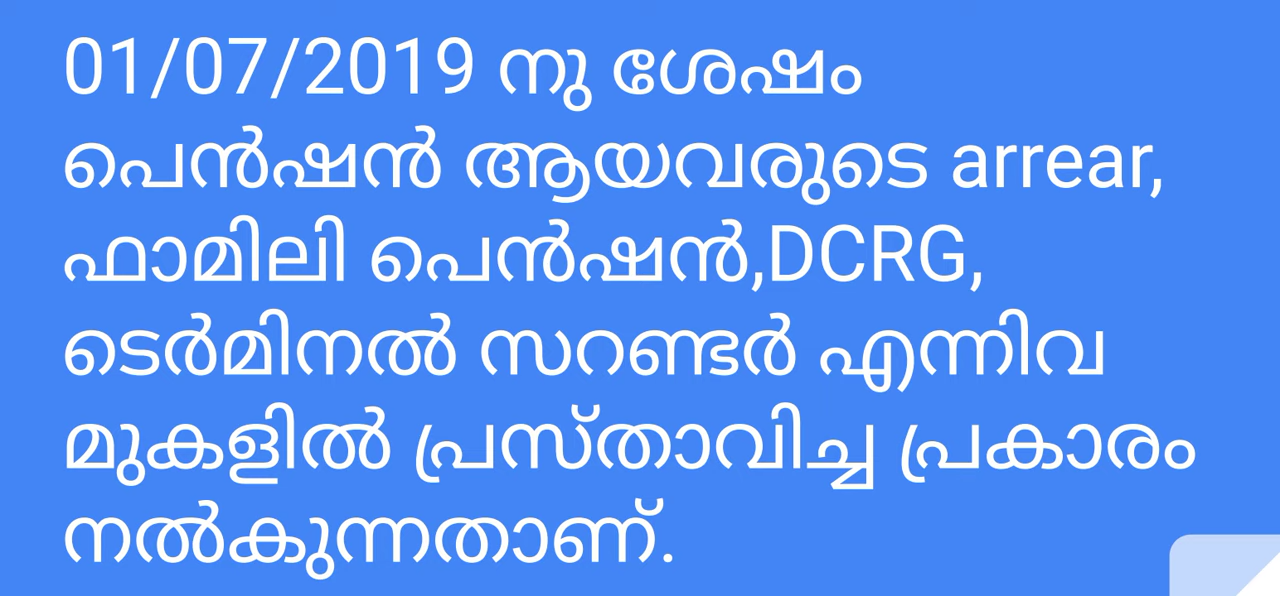 01/07/2019 നു ശേഷം
പെൻഷൻ ആയവരുടെ arrear,
ഫാമിലി പെൻഷൻ,DCRG,
ടെർമിനൽ സറണ്ടർ എന്നിവ
മുകളിൽ പ്രസ്താവിച്ച പ്രകാരം
നൽകുന്നതാണ്.